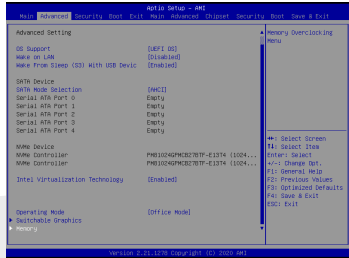 Aptio Setup - AMI
Main Advanced Security Boot Exit Main Advanced Chipset Security Boot Save & Exit
Advanced Setting
OS Support [UEFI OS]
Wake on LAN [Disabled]
Wake From Sleep (S3) With USB Devic [Enabled]
SATA Device
SATA Mode Selection [AHCI]
Serial ATA Port 0 Empty
Serial ATA Port 1 Empty
Serial ATA Port 2 Empty
Serial ATA Port 3 Empty
Serial ATA Port 4 Empty
NVMe Device
NVMe Controller (1024...
NVMe Controller (1024...
Intel Virtualization Technology [Enabled]
Operating Mode [Office Mode]
Switchable Graphics
Memory
Memory Overclocking
Menu
: Select Screen
: Select Item
Enter: Select
+/-: Change Opt.
F1: General Help
F2: Previous Values
F3: Optimized Defaults
F4: Save & Exit
ESC: Exit
Version 2.21.1278 Copyright (C) 2020 AMI